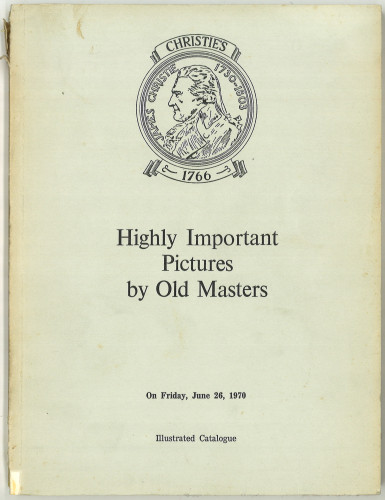 CHRISTIE'S
JAMES CHRISTIE 1730-1803
1766
Highly Important
Pictures
by Old Masters
On Friday, June 26, 1970
Illustrated Catalogue